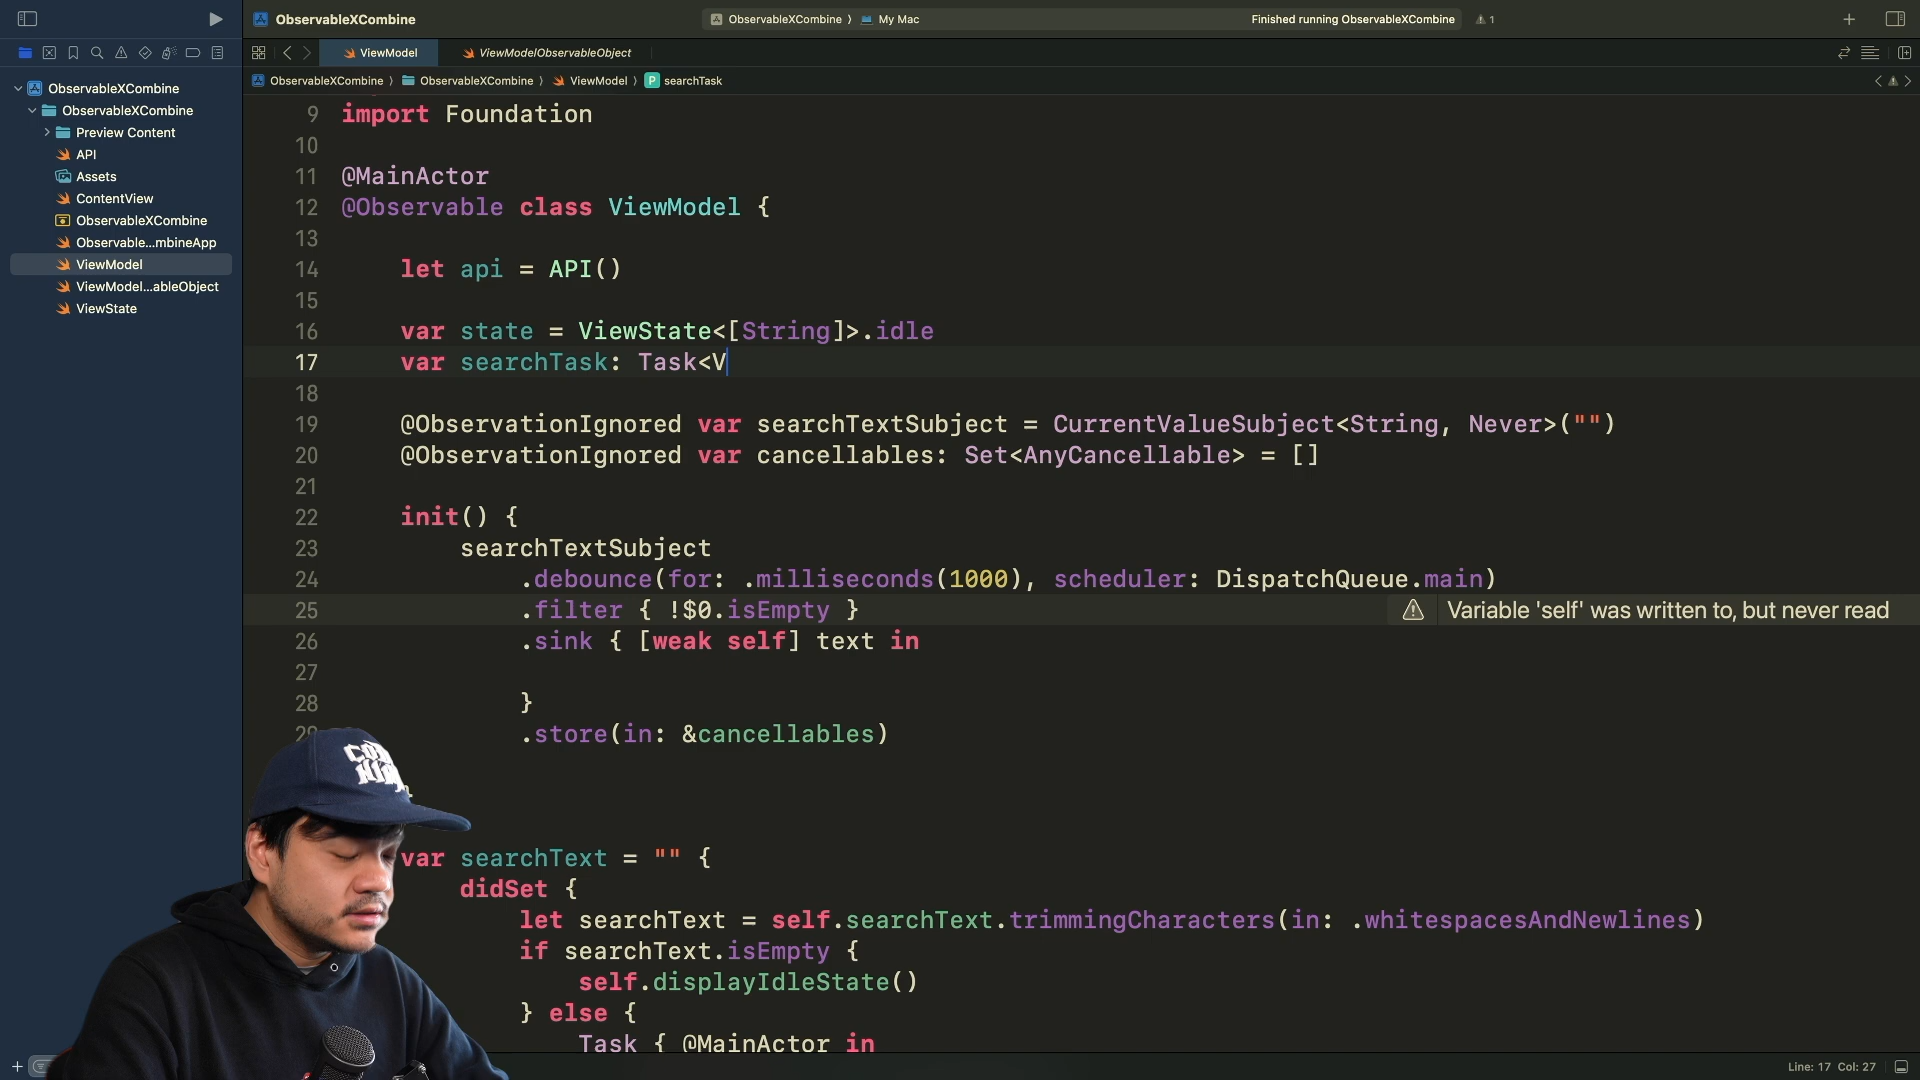 ObservableXCombine
ObservableXCombine 〉 My Mac
Finished running ObservableXCombine
1
ViewModel
ViewModelObservableObject
ObservableXCombine 〉 ObservableXCombine 〉 ViewModel 〉 P searchTask
ObservableXCombine
ObservableXCombine
Preview Content
API
Assets
ContentView
ObservableXCombine
Observable...mbineApp
ViewModel
ViewModel...ableObject
ViewState
9 import Foundation
10
11 @MainActor
12 @Observable class ViewModel {
13
14 let api = API()
15
16 var state = ViewState<[String]>.idle
17 var searchTask: Task<V
18
19 @ObservationIgnored var searchTextSubject = CurrentValueSubject<String, Never>("")
20 @ObservationIgnored var cancellables: Set<AnyCancellable> = []
21
22 init() {
23 searchTextSubject
24 .debounce(for: .milliseconds(1000), scheduler: DispatchQueue.main)
25 .filter { !$0.isEmpty }
Variable 'self' was written to, but never read
26 .sink { [weak self] text in
27
28 }
.store(in: &cancellables)
}
var searchText = "" {
didSet {
let searchText = self.searchText.trimmingCharacters(in: .whitespacesAndNewlines)
if searchText.isEmpty {
self.displayIdleState()
} else {
Task { @MainActor in
Line: 17 Col: 27